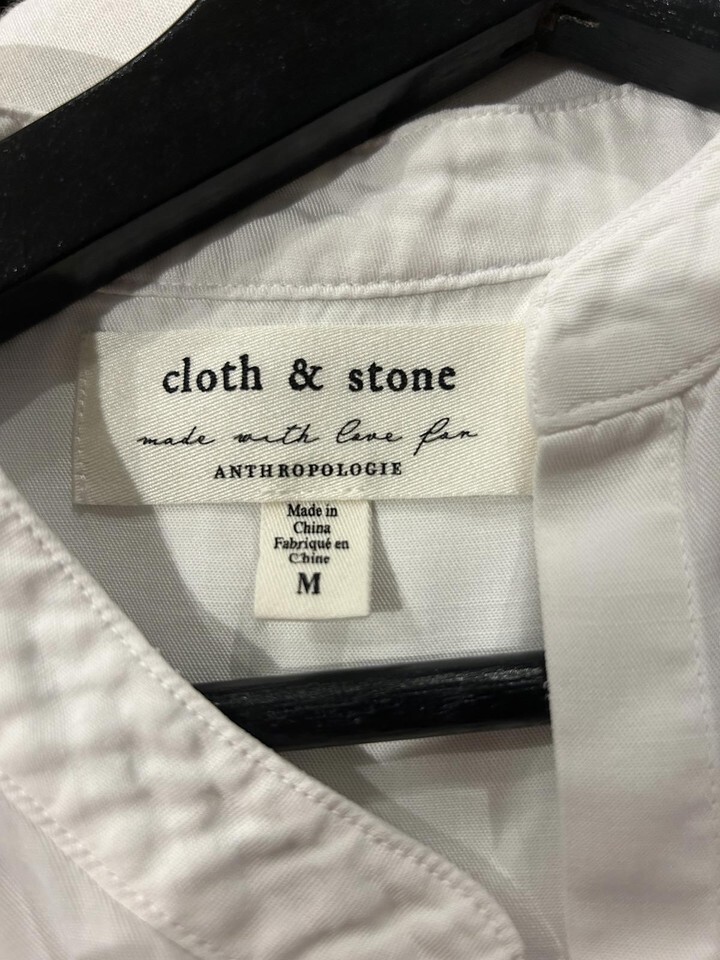 cloth & stone
made with love for
ANTHROPOLOGIE
Made in
China
Fabriqué en
Chine
M